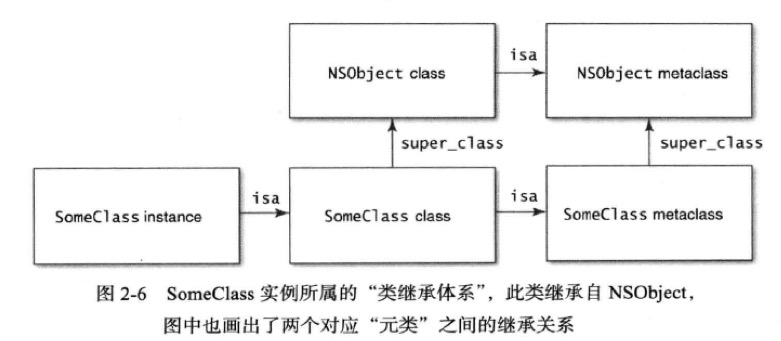 NSObject class
isa
NSObject metaclass
super_class
super_class
SomeClass instance
isa
SomeClass class
isa
SomeClass metaclass
图 2-6 SomeClass 实例所属的“类继承体系”，此类继承自 NSObject，
图中也画出了两个对应“元类”之间的继承关系